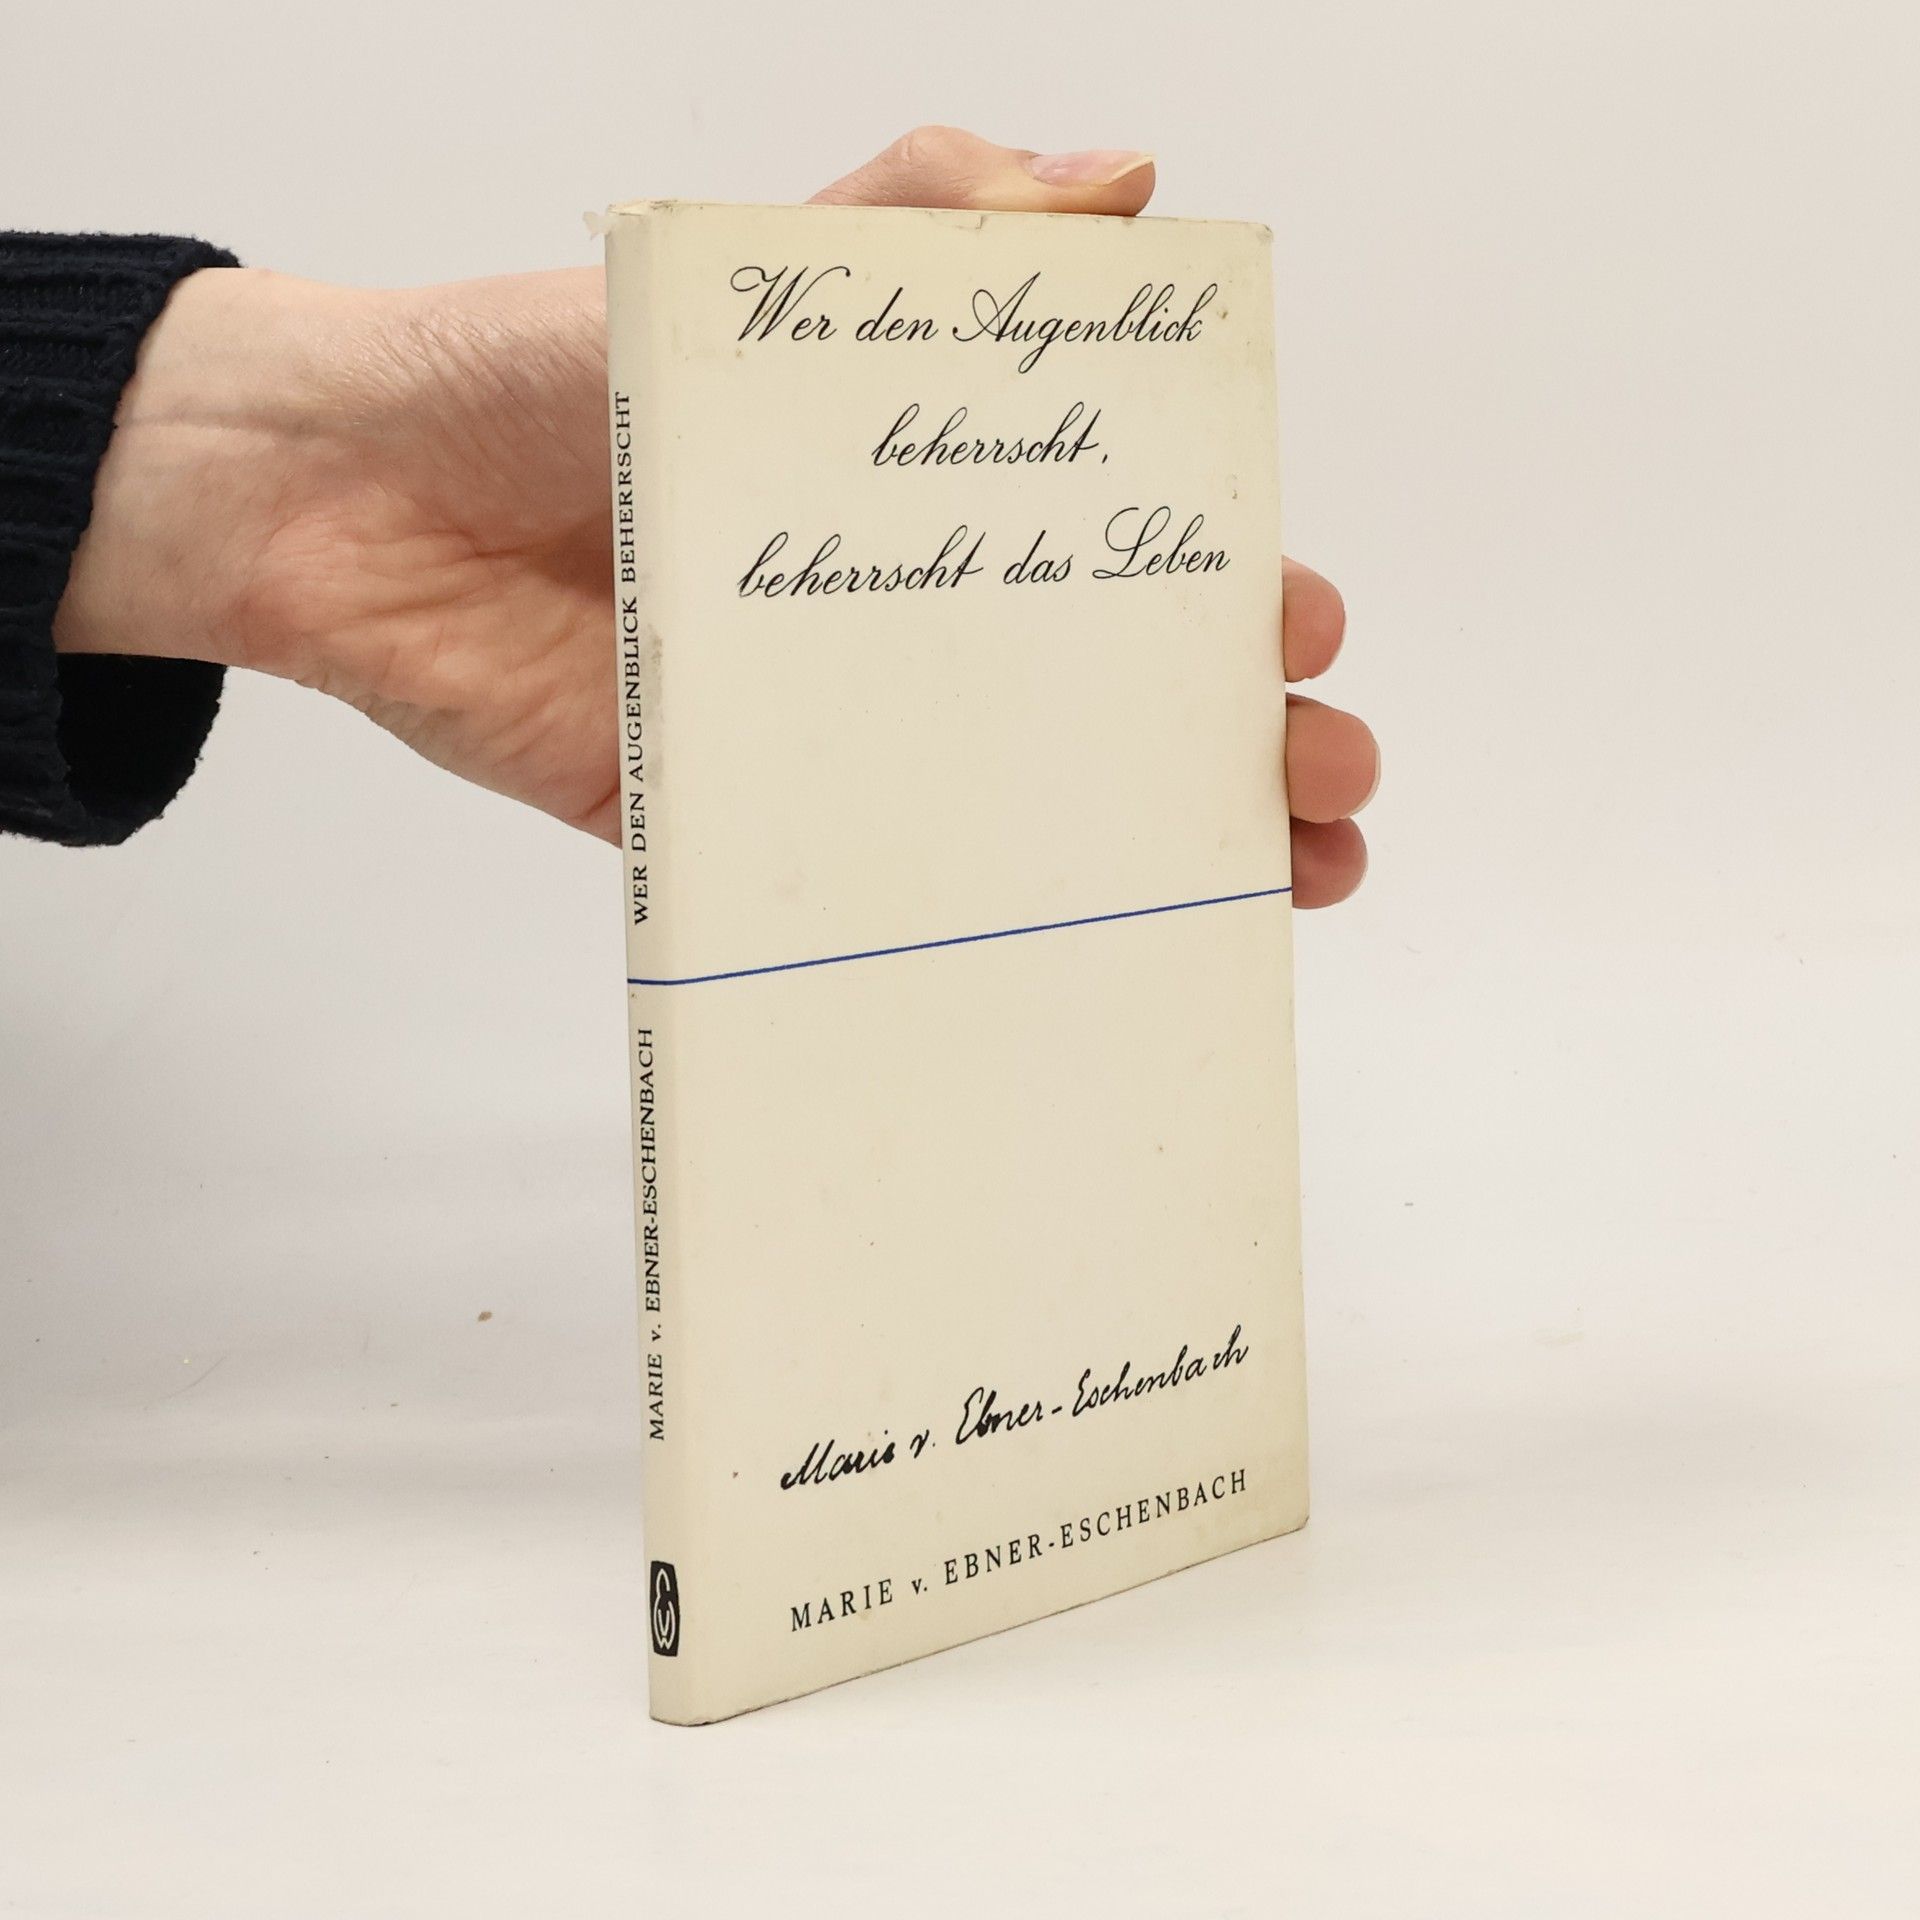 Wer den Augenblick
beherrscht,
beherrscht das Leben
Marie v. Ebner-Eschenbach
MARIE v. EBNER-ESCHENBACH
MARIE v. EBNER-ESCHENBACH WER DEN AUGENBLICK BEHERRSCHT